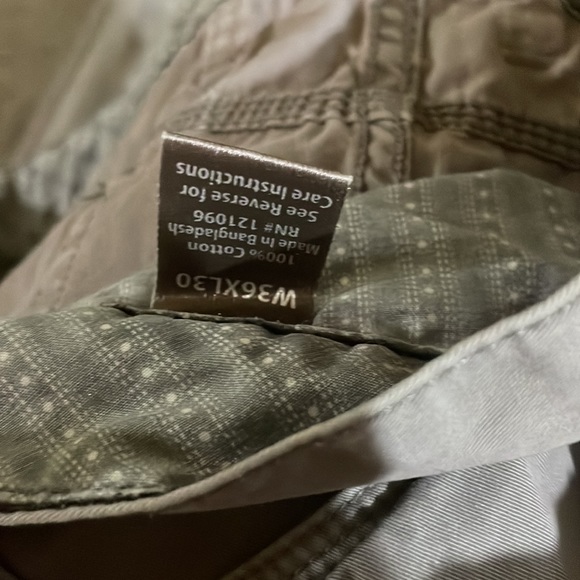 W36XL30
100% Cotton
Made In Bangladesh
RN# 121096
See Reverse for
Care Instructions